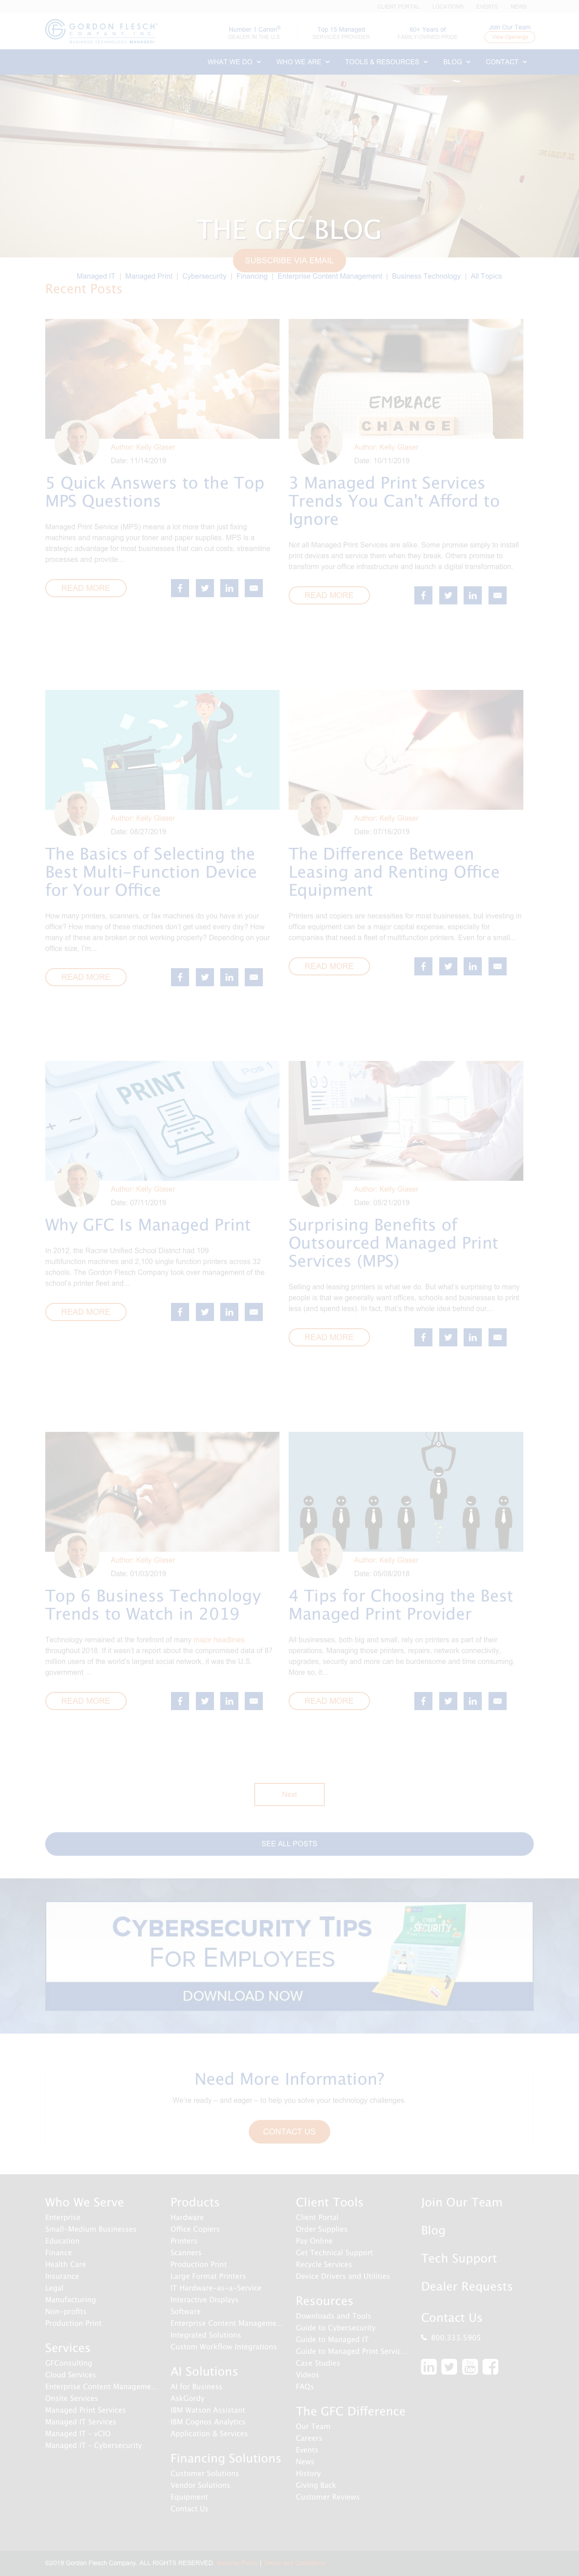 CLIENT PORTAL LOCATIONS EVENTS NEWS
GORDON FLESCH®
COMPANY, INC.
BUSINESS TECHNOLOGY MANAGED.
Number 1 Canon®
DEALER IN THE U.S
Top 15 Managed
SERVICES PROVIDER
60+ Years of
FAMILY-OWNED PRIDE
Join Our Team
View Openings
WHAT WE DO WHO WE ARE TOOLS & RESOURCES BLOG CONTACT
THE GFC BLOG
SUBSCRIBE VIA EMAIL
Managed IT | Managed Print | Cybersecurity | Financing | Enterprise Content Management | Business Technology | All Topics
Recent Posts
EMBRACE
CHANGE
Author: Kelly Glaser
Date: 11/14/2019
5 Quick Answers to the Top
MPS Questions
Managed Print Service (MPS) means a lot more than just fixing
machines and managing your toner and paper supplies. MPS is a
strategic advantage for most businesses that can cut costs, streamline
processes and provide...
READ MORE
Author: Kelly Glaser
Date: 10/11/2019
3 Managed Print Services
Trends You Can't Afford to
Ignore
Not all Managed Print Services are alike. Some promise simply to install
print devices and service them when they break. Others promise to
transform your office infrastructure and launch a digital transformation.
READ MORE
Author: Kelly Glaser
Date: 08/27/2019
The Basics of Selecting the
Best Multi-Function Device
for Your Office
How many printers, scanners, or fax machines do you have in your
office? How many of these machines don't get used every day? How
many of these are broken or not working properly? Depending on your
office size, I'm...
READ MORE
Author: Kelly Glaser
Date: 07/16/2019
The Difference Between
Leasing and Renting Office
Equipment
Printers and copiers are necessities for most businesses, but investing in
office equipment can be a major capital expense, especially for
companies that need a fleet of multifunction printers. Even for a small...
READ MORE
PRINT
Author: Kelly Glaser
Date: 07/11/2019
Why GFC Is Managed Print
In 2012, the Racine Unified School District had 109
multifunction machines and 2,100 single function printers across 32
schools. The Gordon Flesch Company took over management of the
school's printer fleet and...
READ MORE
Author: Kelly Glaser
Date: 05/21/2019
Surprising Benefits of
Outsourced Managed Print
Services (MPS)
Selling and leasing printers is what we do. But what's surprising to many
people is that we generally want offices, schools and businesses to print
less (and spend less). In fact, that's the whole idea behind our...
READ MORE
Author: Kelly Glaser
Date: 01/03/2019
Top 6 Business Technology
Trends to Watch in 2019
Technology remained at the forefront of many major headlines
throughout 2018. If it wasn't a report about the compromised data of 87
million users of the world's largest social network, it was the U.S.
government...
READ MORE
Author: Kelly Glaser
Date: 05/08/2018
4 Tips for Choosing the Best
Managed Print Provider
All businesses, both big and small, rely on printers as part of their
operations. Managing those printers, repairs, network connectivity,
upgrades, security and more can be burdensome and time consuming.
More so, it...
READ MORE
Next
SEE ALL POSTS
CYBERSECURITY TIPS
FOR EMPLOYEES
DOWNLOAD NOW
CYBER
SECURITY
Need More Information?
We're ready – and eager – to help you solve your technology challenges.
CONTACT US
Who We Serve
Enterprise
Small-Medium Businesses
Education
Finance
Health Care
Insurance
Legal
Manufacturing
Non-profits
Production Print
Services
GFConsulting
Cloud Services
Enterprise Content Manageme...
Onsite Services
Managed Print Services
Managed IT Services
Managed IT - vCIO
Managed IT - Cybersecurity
Products
Hardware
Office Copiers
Printers
Scanners
Production Print
Large Format Printers
IT Hardware-as-a-Service
Interactive Displays
Software
Enterprise Content Manageme...
Integrated Solutions
Custom Workflow Integrations
AI Solutions
AI for Business
AskGordy
IBM Watson Assistant
IBM Cognos Analytics
Application & Services
Financing Solutions
Customer Solutions
Vendor Solutions
Equipment
Contact Us
Client Tools
Client Portal
Order Supplies
Pay Online
Get Technical Support
Recycle Services
Device Drivers and Utilities
Resources
Downloads and Tools
Guide to Cybersecurity
Guide to Managed IT
Guide to Managed Print Servic...
Case Studies
Videos
FAQs
The GFC Difference
Our Team
Careers
Events
News
History
Giving Back
Customer Reviews
Join Our Team
Blog
Tech Support
Dealer Requests
Contact Us
800.333.5905
©2019 Gordon Flesch Company, ALL RIGHTS RESERVED.